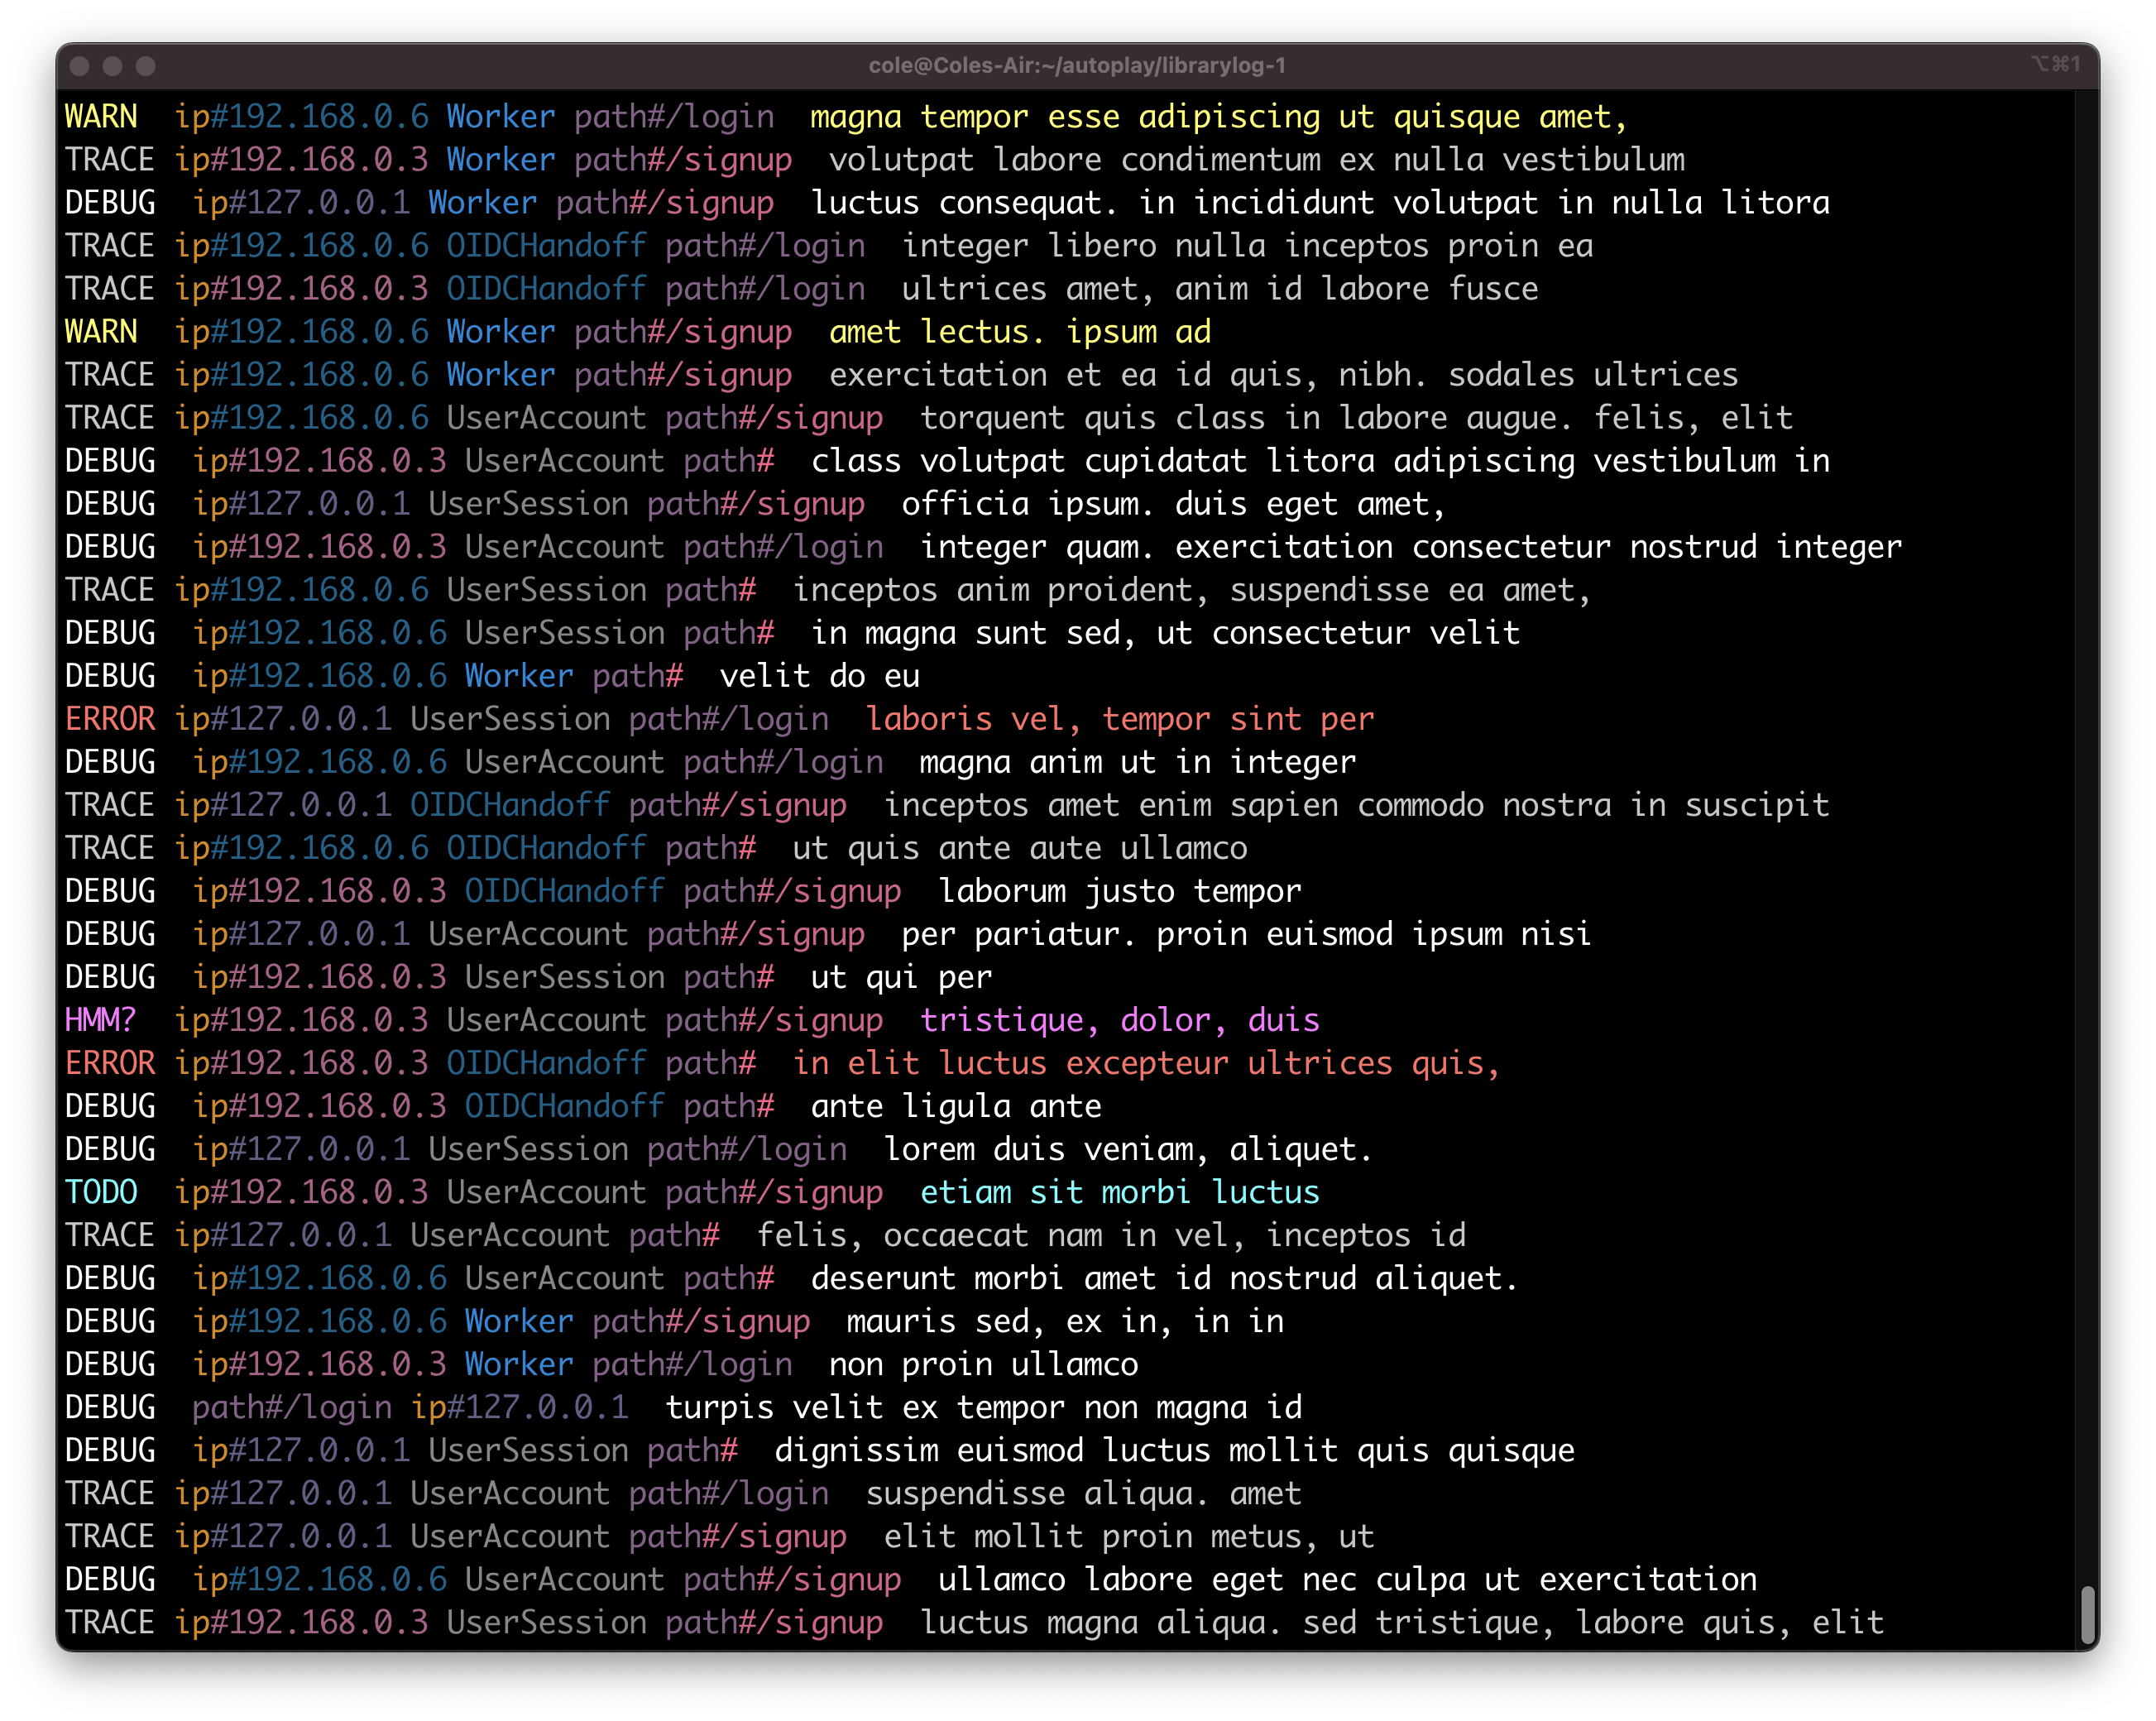 cole@Coles-Air:~/autoplay/librarylog-1 ⌥⌘1
WARN  ip#192.168.0.6 Worker path#/login  magna tempor esse adipiscing ut quisque amet,
TRACE ip#192.168.0.3 Worker path#/signup  volutpat labore condimentum ex nulla vestibulum
DEBUG  ip#127.0.0.1 Worker path#/signup  luctus consequat. in incididunt volutpat in nulla litora
TRACE ip#192.168.0.6 OIDCHandoff path#/login  integer libero nulla inceptos proin ea
TRACE ip#192.168.0.3 OIDCHandoff path#/login  ultrices amet, anim id labore fusce
WARN  ip#192.168.0.6 Worker path#/signup  amet lectus. ipsum ad
TRACE ip#192.168.0.6 Worker path#/signup  exercitation et ea id quis, nibh. sodales ultrices
TRACE ip#192.168.0.6 UserAccount path#/signup  torquent quis class in labore augue. felis, elit
DEBUG  ip#192.168.0.3 UserAccount path#  class volutpat cupidatat litora adipiscing vestibulum in
DEBUG  ip#127.0.0.1 UserSession path#/signup  officia ipsum. duis eget amet,
DEBUG  ip#192.168.0.3 UserAccount path#/login  integer quam. exercitation consectetur nostrud integer
TRACE ip#192.168.0.6 UserSession path#  inceptos anim proident, suspendisse ea amet,
DEBUG  ip#192.168.0.6 UserSession path#  in magna sunt sed, ut consectetur velit
DEBUG  ip#192.168.0.6 Worker path#  velit do eu
ERROR ip#127.0.0.1 UserSession path#/login  laboris vel, tempor sint per
DEBUG  ip#192.168.0.6 UserAccount path#/login  magna anim ut in integer
TRACE ip#127.0.0.1 OIDCHandoff path#/signup  inceptos amet enim sapien commodo nostra in suscipit
TRACE ip#192.168.0.6 OIDCHandoff path#  ut quis ante aute ullamco
DEBUG  ip#192.168.0.3 OIDCHandoff path#/signup  laborum justo tempor
DEBUG  ip#127.0.0.1 UserAccount path#/signup  per pariatur. proin euismod ipsum nisi
DEBUG  ip#192.168.0.3 UserSession path#  ut qui per
HMM?  ip#192.168.0.3 UserAccount path#/signup  tristique, dolor, duis
ERROR ip#192.168.0.3 OIDCHandoff path#  in elit luctus excepteur ultrices quis,
DEBUG  ip#192.168.0.3 OIDCHandoff path#  ante ligula ante
DEBUG  ip#127.0.0.1 UserSession path#/login  lorem duis veniam, aliquet.
TODO  ip#192.168.0.3 UserAccount path#/signup  etiam sit morbi luctus
TRACE ip#127.0.0.1 UserAccount path#  felis, occaecat nam in vel, inceptos id
DEBUG  ip#192.168.0.6 UserAccount path#  deserunt morbi amet id nostrud aliquet.
DEBUG  ip#192.168.0.6 Worker path#/signup  mauris sed, ex in, in in
DEBUG  ip#192.168.0.3 Worker path#/login  non proin ullamco
DEBUG  path#/login ip#127.0.0.1  turpis velit ex tempor non magna id
DEBUG  ip#127.0.0.1 UserSession path#  dignissim euismod luctus mollit quis quisque
TRACE ip#127.0.0.1 UserAccount path#/login  suspendisse aliqua. amet
TRACE ip#127.0.0.1 UserAccount path#/signup  elit mollit proin metus, ut
DEBUG  ip#192.168.0.6 UserAccount path#/signup  ullamco labore eget nec culpa ut exercitation
TRACE ip#192.168.0.3 UserSession path#/signup  luctus magna aliqua. sed tristique, labore quis, elit